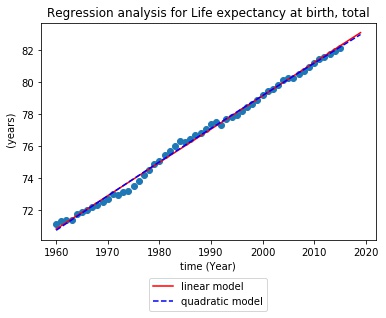 Regression analysis for Life expectancy at birth, total
82
80
78
76
74
72
(years)
1960 1970 1980 1990 2000 2010 2020
time (Year)
linear model
quadratic model